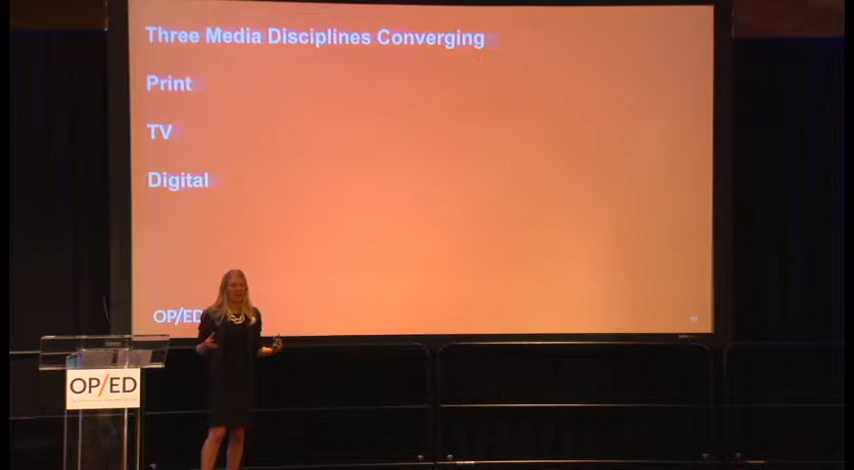 Three Media Disciplines Converging
Print
TV
Digital
OP/ED
OP/ED